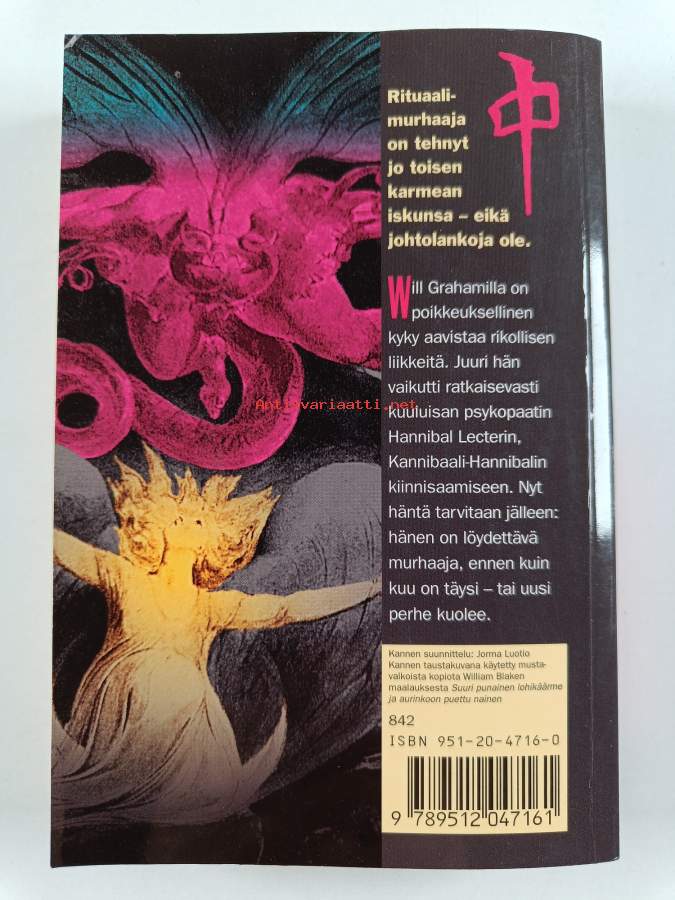 Rituaali-
murhaaja
on tehnyt
jo toisen
karmean
iskunsa – eikä
johtolankoja ole.
中
Will Grahamilla on
poikkeuksellinen
kyky aavistaa rikollisen
liikkeitä. Juuri hän
vaikutti ratkaisevasti
Antikvariaatti.net
kuuluisan psykopaatin
Hannibal Lecterin,
Kannibaali-Hannibalin
kiinnisaamiseen. Nyt
häntä tarvitaan jälleen:
hänen on löydettävä
murhaaja, ennen kuin
kuu on täysi – tai uusi
perhe kuolee.
Kannen suunnittelu: Jorma Luotio
Kannen taustakuvana käytetty musta-
valkoista kopiota William Blaken
maalauksesta Suuri punainen lohikäärme
ja aurinkoon puettu nainen
842
ISBN 951-20-4716-0
9 789512 047161